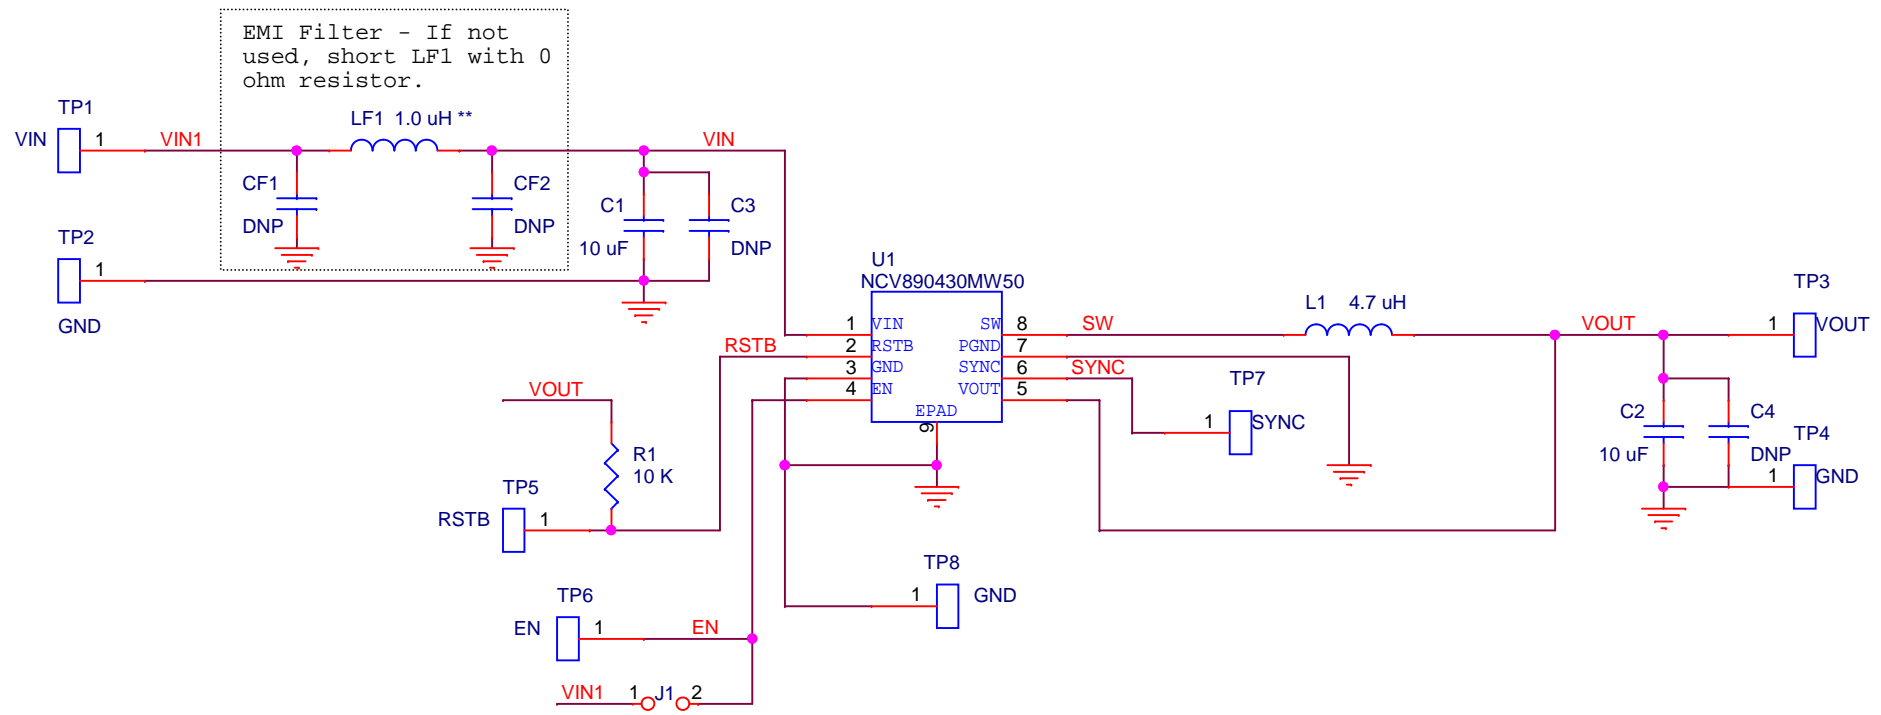 EMI Filter - If not
used, short LF1 with 0
ohm resistor.
TP1
VIN
1
VIN1
LF1 1.0 uH **
VIN
CF1
DNP
CF2
DNP
C1
10 uF
C3
DNP
TP2
1
GND
U1
NCV890430MW50
1 VIN
2 RSTB
3 GND
4 EN
SW 8
PGND 7
SYNC 6
VOUT 5
EPAD
9
RSTB
SW
SYNC
L1 4.7 uH
VOUT
TP3
1
VOUT
TP7
1
SYNC
C2
10 uF
C4
DNP
TP4
1
GND
VOUT
R1
10 K
TP5
RSTB
1
TP8
1
GND
TP6
EN
1
EN
VIN1
1 J1 2